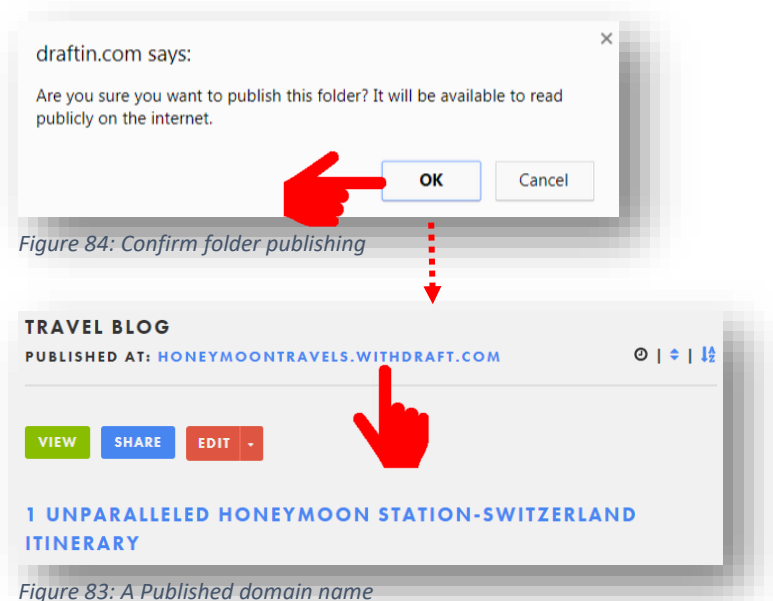 draftin.com says:
Are you sure you want to publish this folder? It will be available to read
publicly on the internet.
OK Cancel
Figure 84: Confirm folder publishing
TRAVEL BLOG
PUBLISHED AT: HONEYMOONTRAVELS.WITHDRAFT.COM
VIEW SHARE EDIT
1 UNPARALLELED HONEYMOON STATION-SWITZERLAND
ITINERARY
Figure 83: A Published domain name